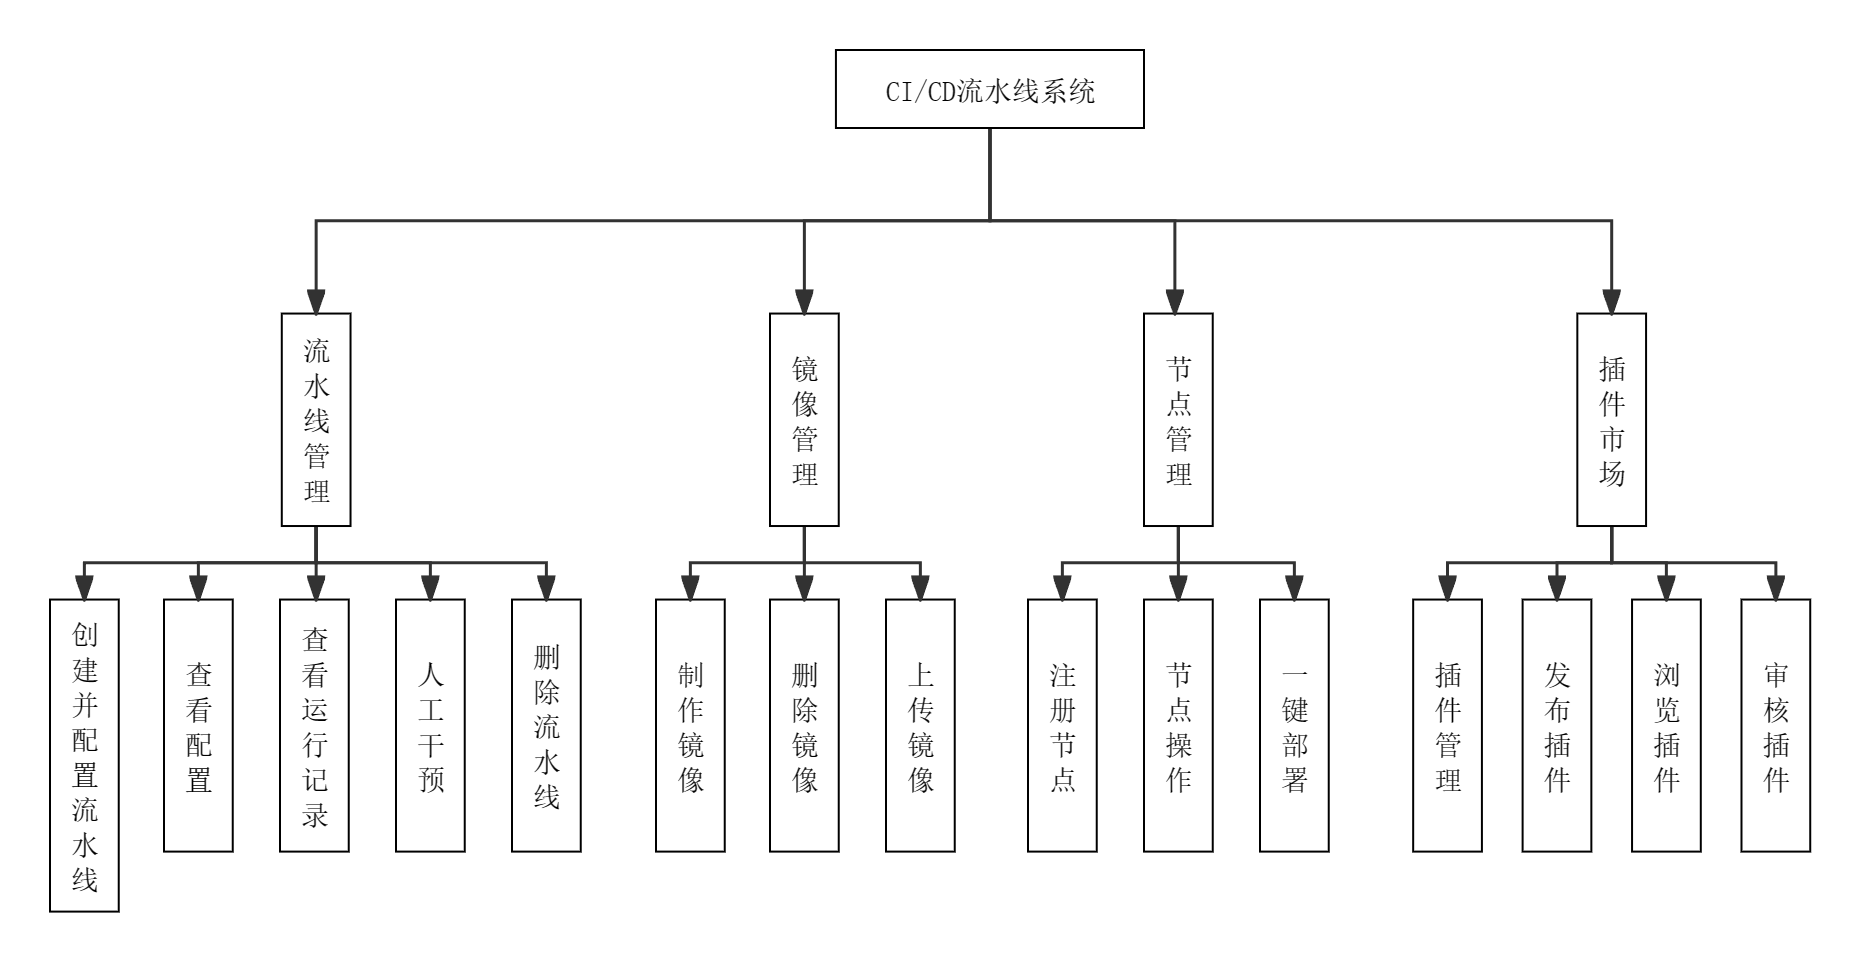 CI/CD流水线系统
流水线管理
镜像管理
节点管理
插件市场
创建并配置流水线
查看配置
查看运行记录
人工干预
删除流水线
制作镜像
删除镜像
上传镜像
注册节点
节点操作
一键部署
插件管理
发布插件
浏览插件
审核插件